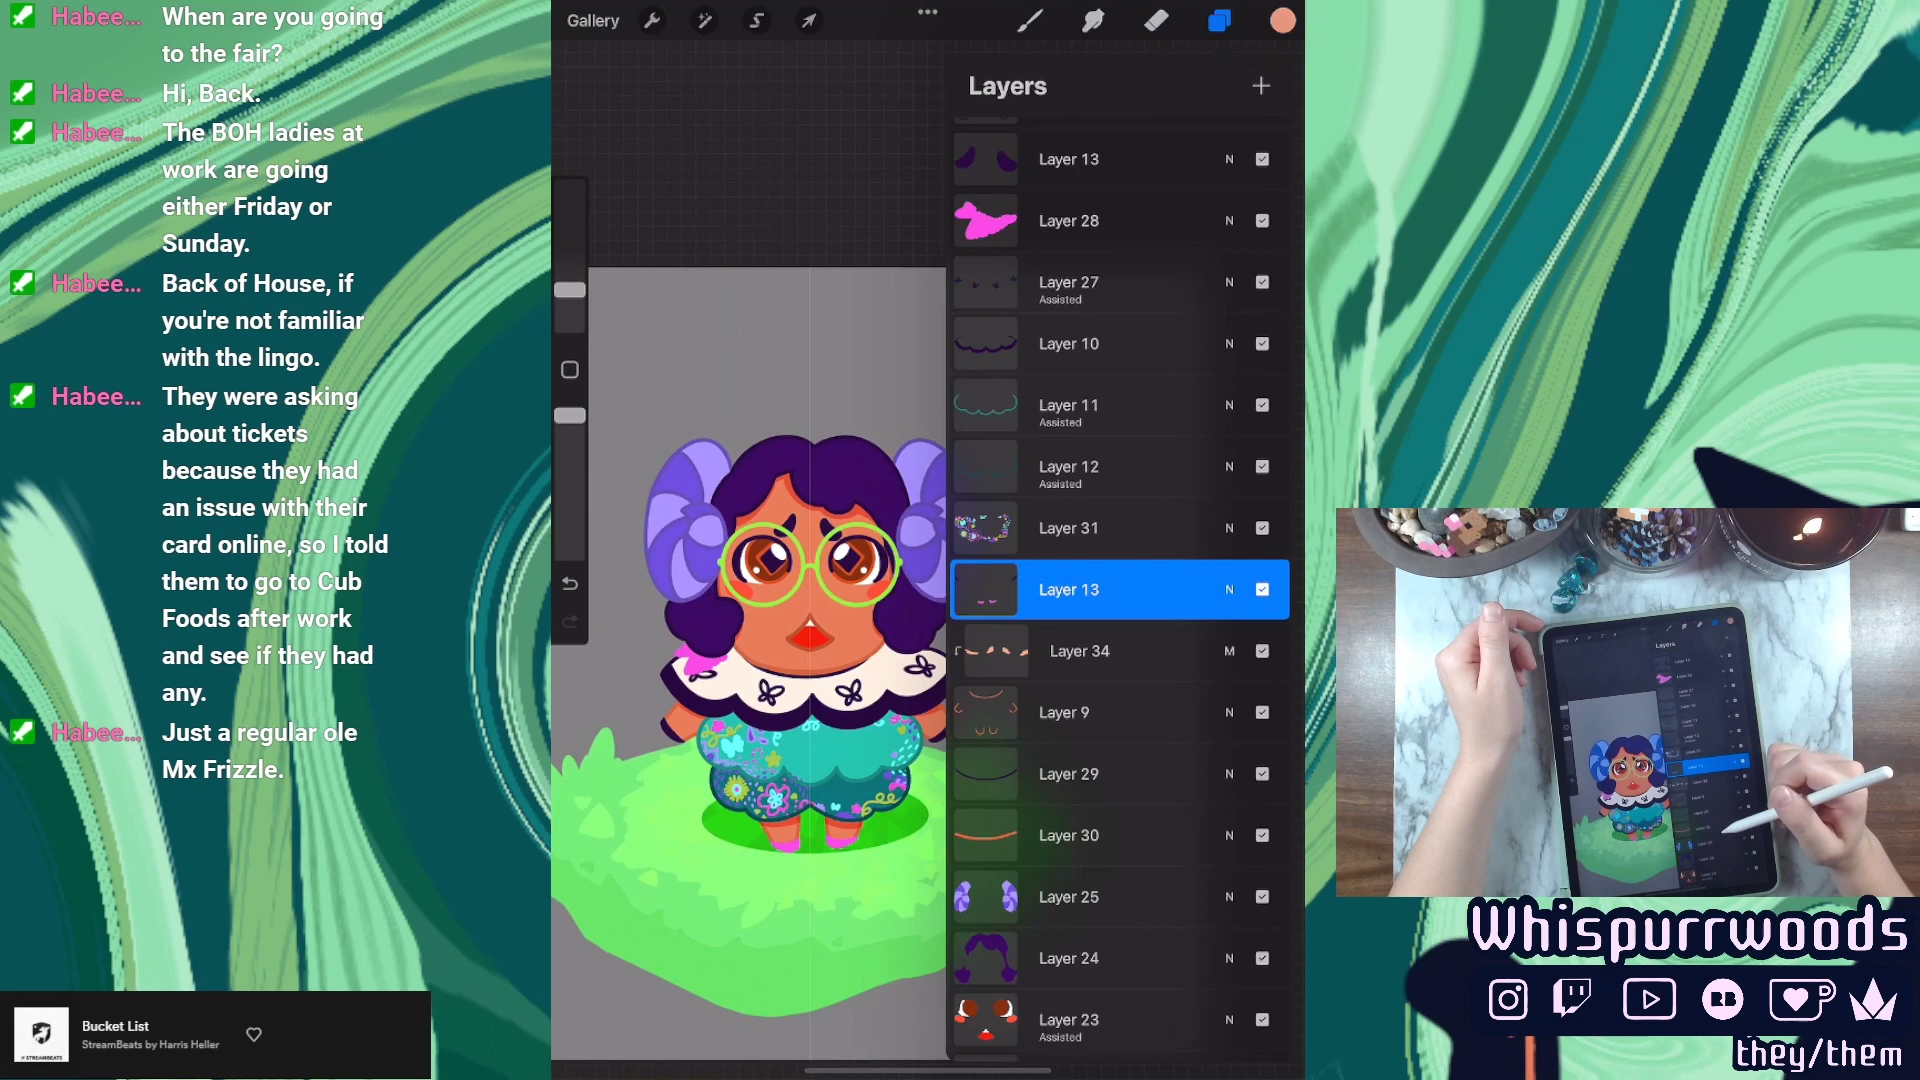 Habee... When are you going
to the fair?
Habee... Hi, Back.
Habee... The BOH ladies at
work are going
either Friday or
Sunday.
Habee... Back of House, if
you're not familiar
with the lingo.
Habee... They were asking
about tickets
because they had
an issue with their
card online, so I told
them to go to Cub
Foods after work
and see if they had
any.
Habee... Just a regular ole
Mx Frizzle.
Bucket List
StreamBeats by Harris Heller
STREAMBEATS
Gallery
Layers
Layer 13 N
Layer 28 N
Layer 27 N
Assisted
Layer 10 N
Layer 11 N
Assisted
Layer 12 N
Assisted
Layer 31 N
Layer 13 N
Layer 34 M
Layer 9 N
Layer 29 N
Layer 30 N
Layer 25 N
Layer 24 N
Layer 23 N
Assisted
Layers
Whispurrwoods
RB
they/them